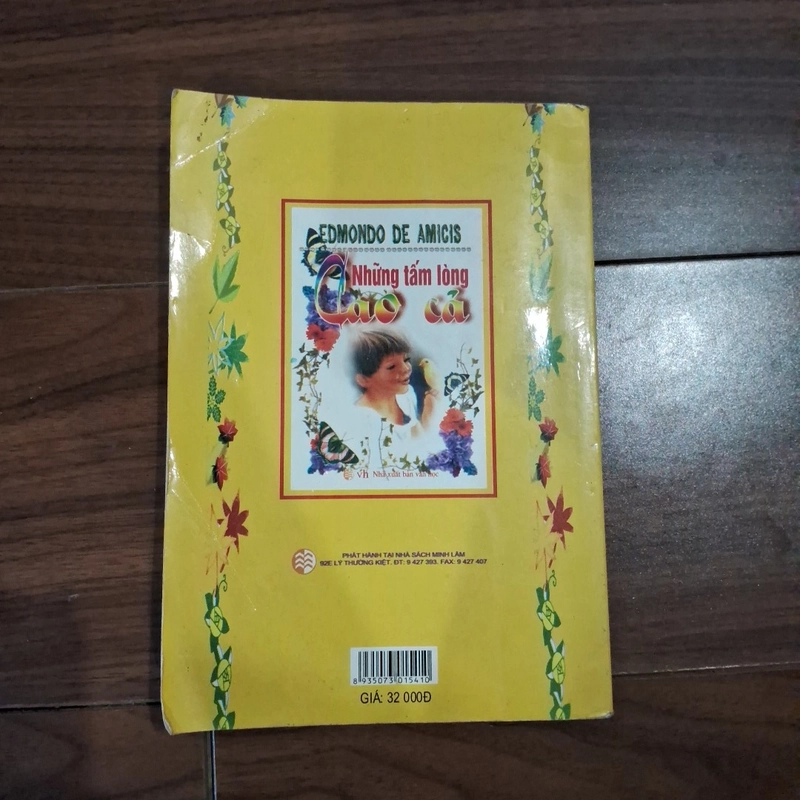 EDMONDO DE AMICIS
Những tấm lòng
Cao cả
Vh Nhà xuất bản văn học
PHÁT HÀNH TẠI NHÀ SÁCH MINH LÂM
92E LÝ THƯỜNG KIỆT. ĐT: 9 427 393. FAX: 9 427 407
8 935073 015410
GIÁ: 32 000Đ